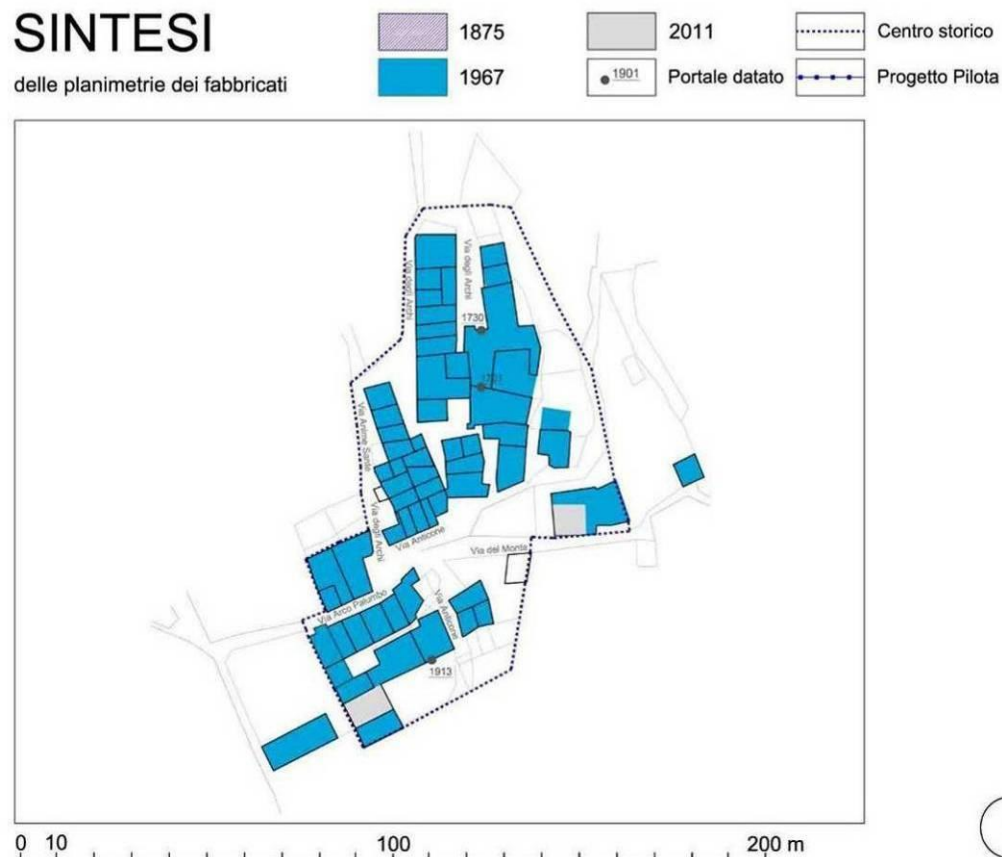 SINTESI
delle planimetrie dei fabbricati
1875
1967
2011
1901
Portale datato
Centro storico
Progetto Pilota
Via degli Archi
Via degli Archi
1730
Via Anime Sante
Via degli Archi
Via Anticone
Via del Monte
Via Arco Palumbo
Via Anticone
1913
0 10 100 200 m